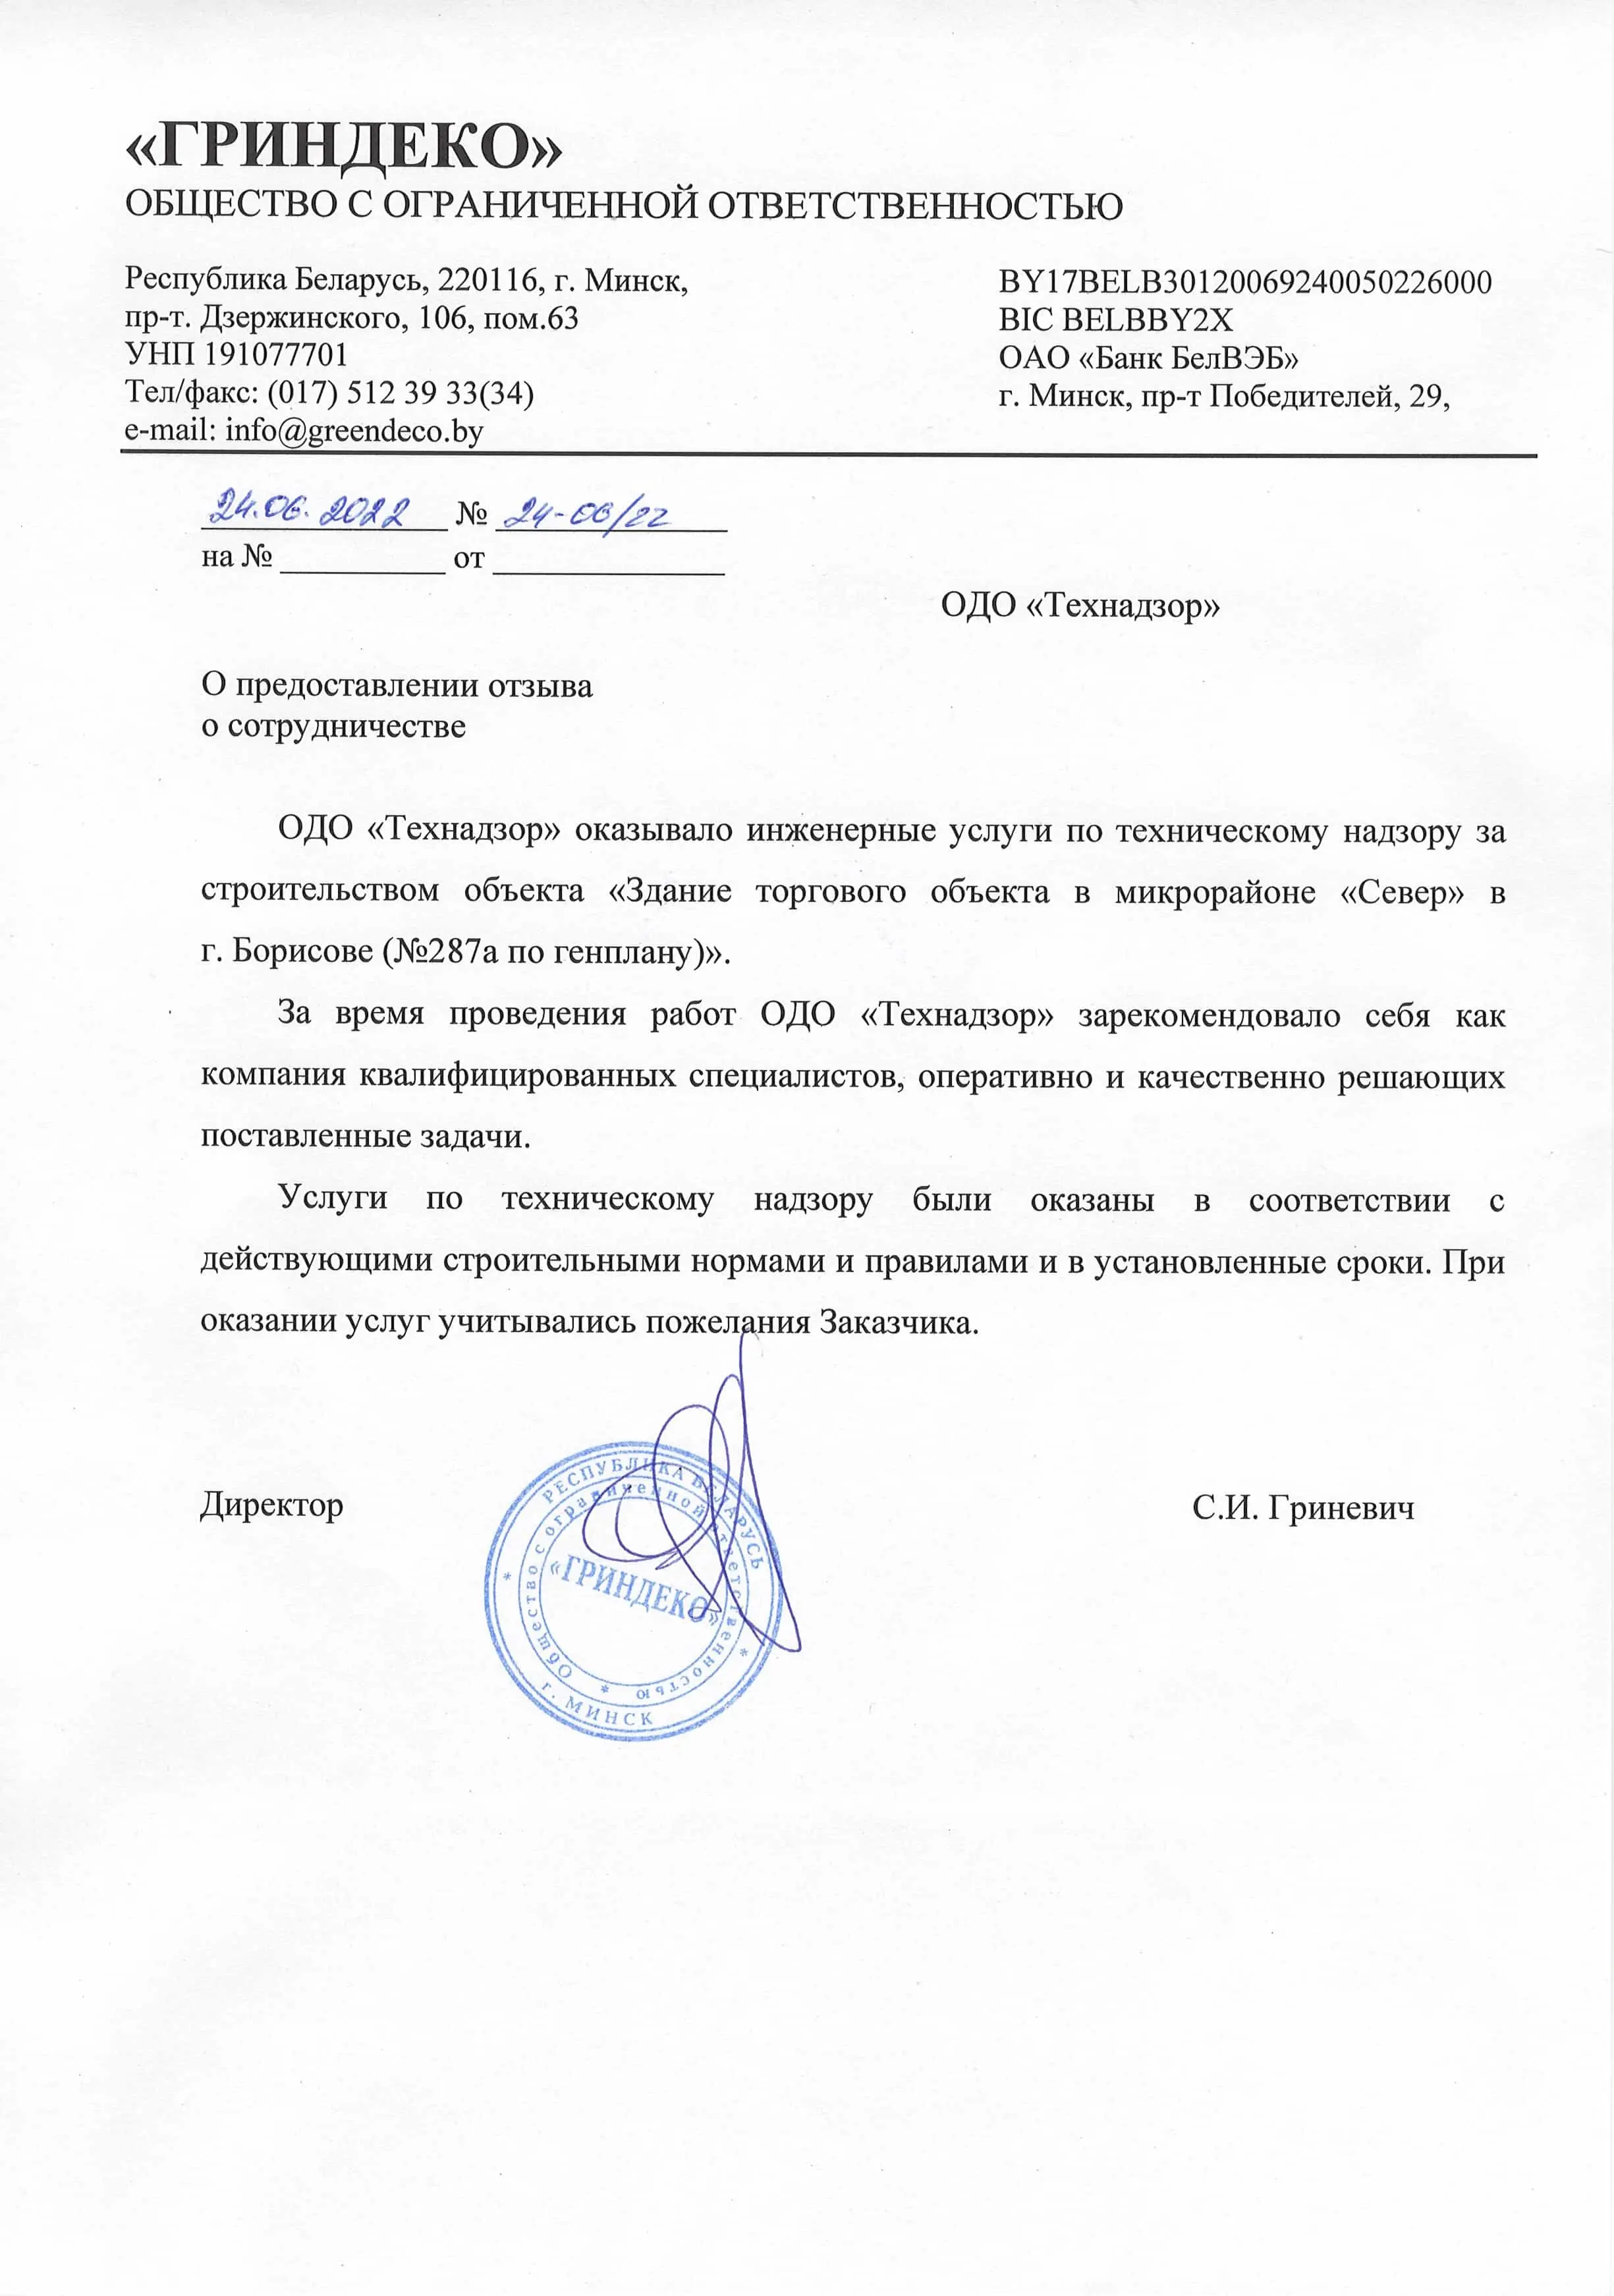 «ГРИНДЕКО»
ОБЩЕСТВО С ОГРАНИЧЕННОЙ ОТВЕТСТВЕННОСТЬЮ
Республика Беларусь, 220116, г. Минск,
пр-т. Дзержинского, 106, пом.63
УНП 191077701
Тел/факс: (017) 512 39 33(34)
e-mail: info@greendeco.by
BY17BELB30120069240050226000
BIC BELBBY2X
ОАО «Банк БелВЭБ»
г. Минск, пр-т Победителей, 29,
24.06.2022 № 24-06/22
на № ___________ от _______________
ОДО «Технадзор»
О предоставлении отзыва
о сотрудничестве
ОДО «Технадзор» оказывало инженерные услуги по техническому надзору за
строительством объекта «Здание торгового объекта в микрорайоне «Север» в
г. Борисове (№287а по генплану)».
За время проведения работ ОДО «Технадзор» зарекомендовало себя как
компания квалифицированных специалистов, оперативно и качественно решающих
поставленные задачи.
Услуги по техническому надзору были оказаны в соответствии с
действующими строительными нормами и правилами и в установленные сроки. При
оказании услуг учитывались пожелания Заказчика.
Директор
С.И. Гриневич
РЕСПУБЛИКА БЕЛАРУСЬ
* г. МИНСК *
Общество с ограниченной ответственностью *
«ГРИНДЕКО»